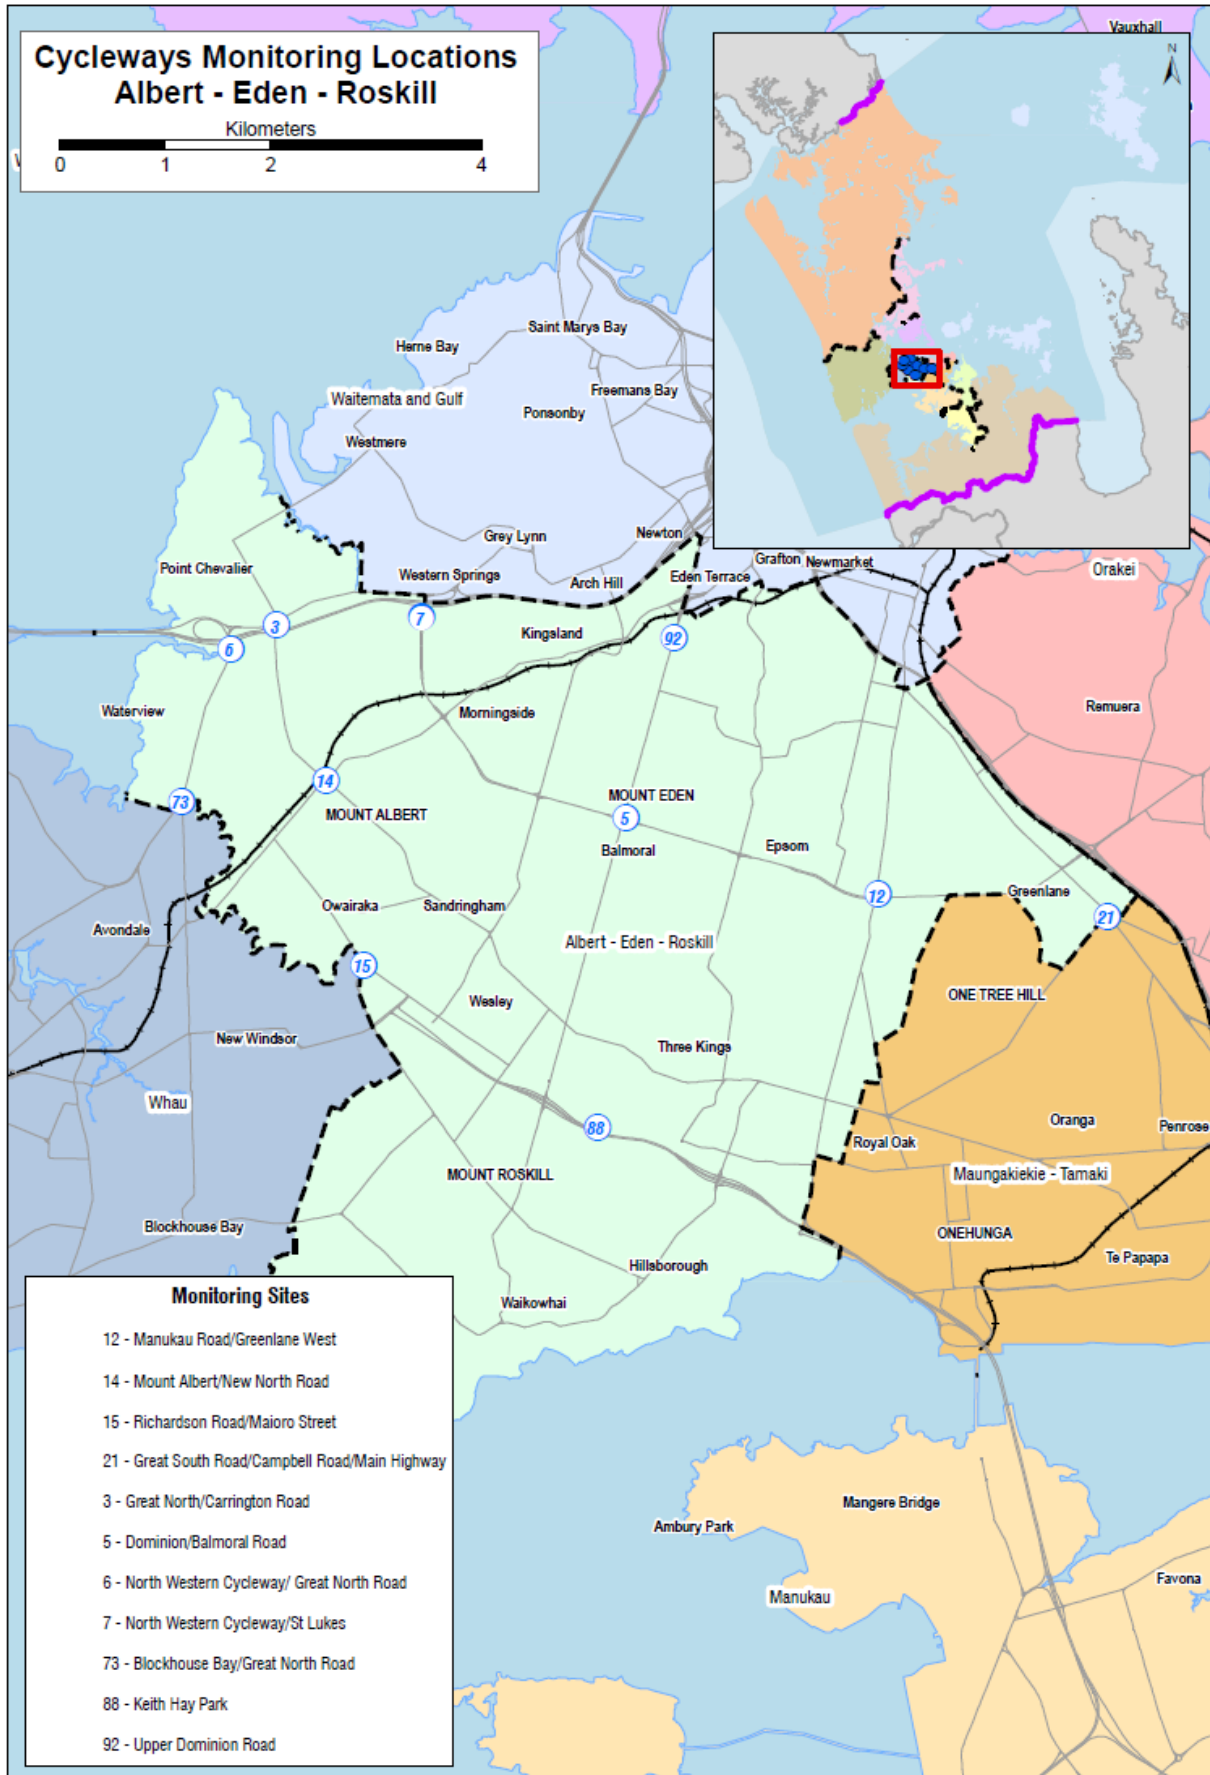 Vauxhall
Cycleways Monitoring Locations
Albert - Eden - Roskill
Kilometers
0 1 2 4
N
Saint Marys Bay
Herne Bay
Freemans Bay
Waitemata and Gulf
Ponsonby
Westmere
Grey Lynn
Newton
Grafton
Newmarket
Orakei
Point Chevalier
Western Springs
Arch Hill
Eden Terrace
3
7
Kingsland
92
6
Waterview
Morningside
Remuera
14
MOUNT EDEN
73
MOUNT ALBERT
5
Balmoral
Epsom
12
Greenlane
Owairaka
Sandringham
21
Avondale
Albert - Eden - Roskill
15
Wesley
ONE TREE HILL
New Windsor
Three Kings
Whau
88
Oranga
Penrose
Royal Oak
MOUNT ROSKILL
Maungakiekie - Tamaki
Blockhouse Bay
ONEHUNGA
Te Papapa
Hillsborough
Waikowhai
Monitoring Sites
12 - Manukau Road/Greenlane West
14 - Mount Albert/New North Road
15 - Richardson Road/Maioro Street
21 - Great South Road/Campbell Road/Main Highway
3 - Great North/Carrington Road
5 - Dominion/Balmoral Road
6 - North Western Cycleway/ Great North Road
7 - North Western Cycleway/St Lukes
73 - Blockhouse Bay/Great North Road
88 - Keith Hay Park
92 - Upper Dominion Road
Mangere Bridge
Ambury Park
Favona
Manukau